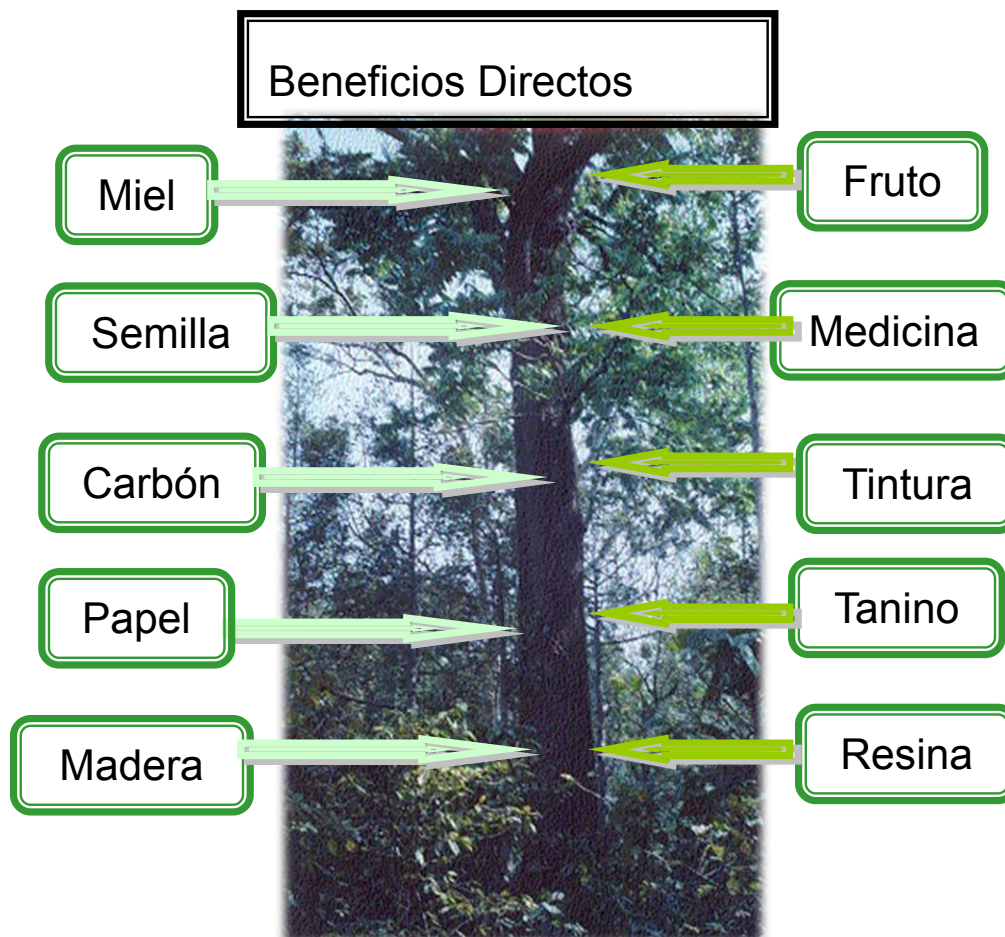 Beneficios Directos
Miel
Fruto
Semilla
Medicina
Carbón
Tintura
Papel
Tanino
Madera
Resina